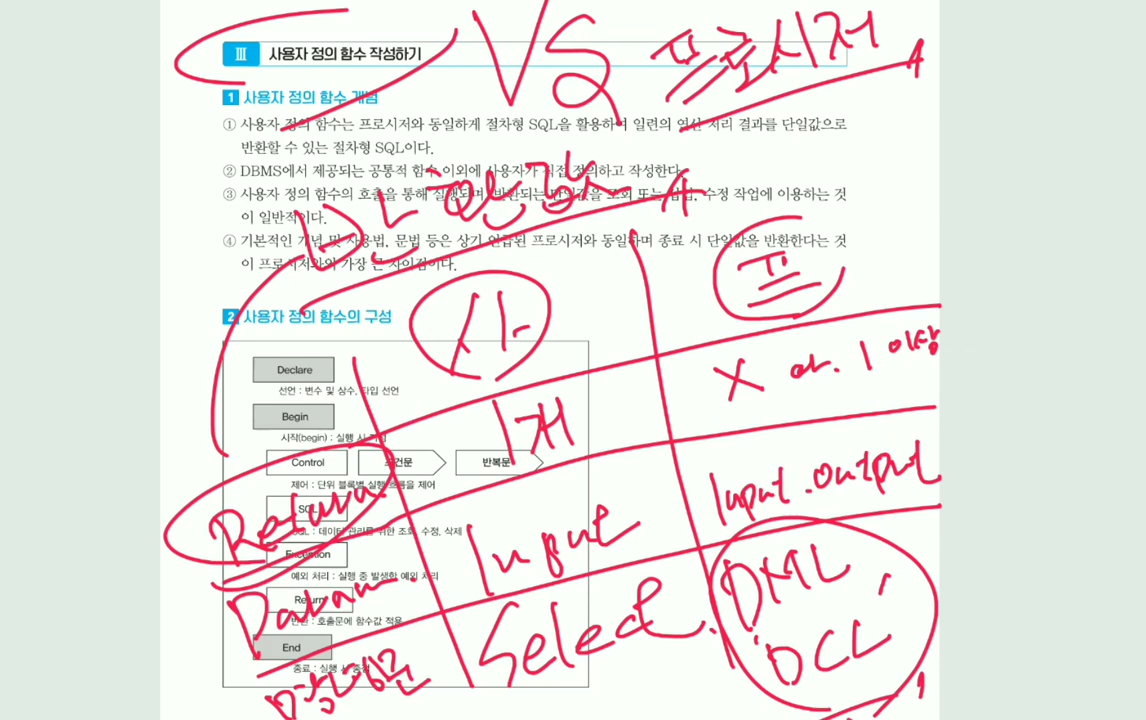 Ⅲ 사용자 정의 함수 작성하기
VS 프로시저
1 사용자 정의 함수 개념
① 사용자 정의 함수는 프로시저와 동일하게 절차형 SQL을 활용하여 일련의 연산 처리 결과를 단일값으로
반환할 수 있는 절차형 SQL이다.
② DBMS에서 제공되는 공통적 함수 이외에 사용자가 직접 정의하고 작성한다.
③ 사용자 정의 함수의 호출을 통해 실행되며, 반환되는 단일값을 조회 또는 삽입, 수정 작업에 이용하는 것
이 일반적이다.
④ 기본적인 개념 및 사용법, 문법 등은 상기 언급된 프로시저와 동일하며 종료 시 단일값을 반환한다는 것
이 프로시저와의 가장 큰 차이점이다.
사 프
2 사용자 정의 함수의 구성
Declare
선언 : 변수 및 상수, 타입 선언
Begin
시작(begin) : 실행 시
Control 조건문 반복문
제어 : 단위 블록별 실행 흐름을 제어
SQL
SQL : 데이터 관리를 위한 조회, 수정, 삭제
Exception
예외 처리 : 실행 중 발생한 예외 처리
Return
반환 : 호출문에 함수값 적용
End
종료 : 실행 시 종료
Return 1개 X or 1 이상
Param. Input Input.output
Select. DML
DCL